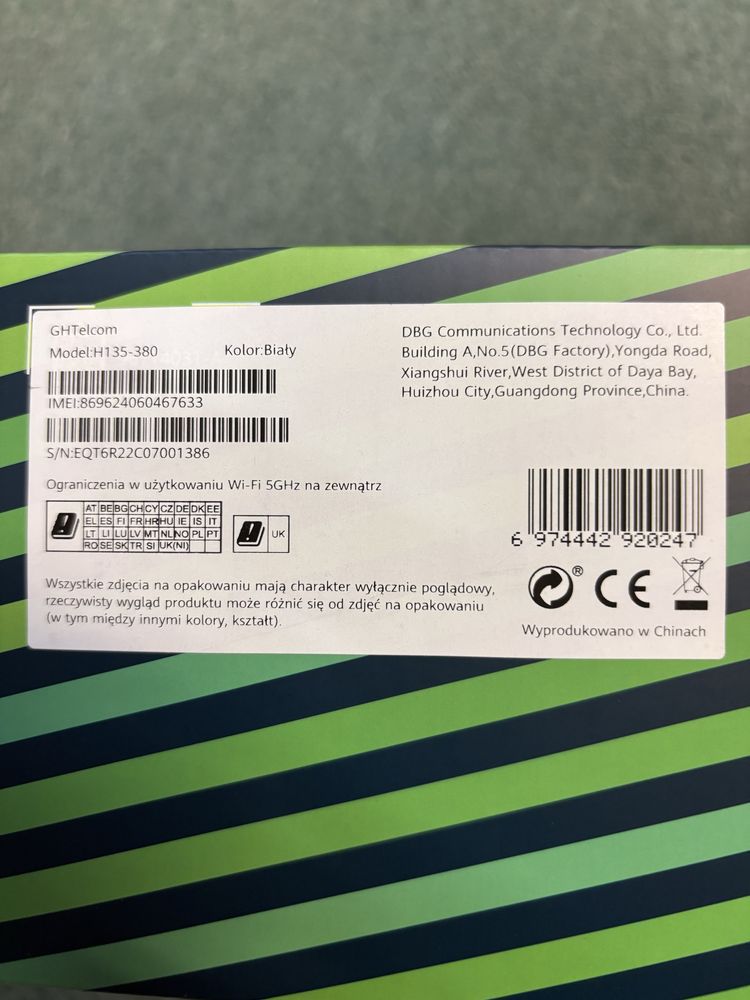 GHTelcom
Model:H135-380 Kolor:Biały
IMEI:869624060467633
S/N:EQT6R22C07001386
DBG Communications Technology Co., Ltd.
Building A,No.5(DBG Factory),Yongda Road,
Xiangshui River,West District of Daya Bay,
Huizhou City,Guangdong Province,China.
Ograniczenia w użytkowaniu Wi-Fi 5GHz na zewnątrz
AT BE BG CH CY CZ DE DK EE
EL ES FI FR HR HU IE IS IT
LT LI LU LV MT NL NO PL PT
RO SE SK TR SI UK(NI)
UK
6 974442 920247
Wszystkie zdjęcia na opakowaniu mają charakter wyłącznie poglądowy,
rzeczywisty wygląd produktu może różnić się od zdjęć na opakowaniu
(w tym między innymi kolory, kształt).
® CE
Wyprodukowano w Chinach